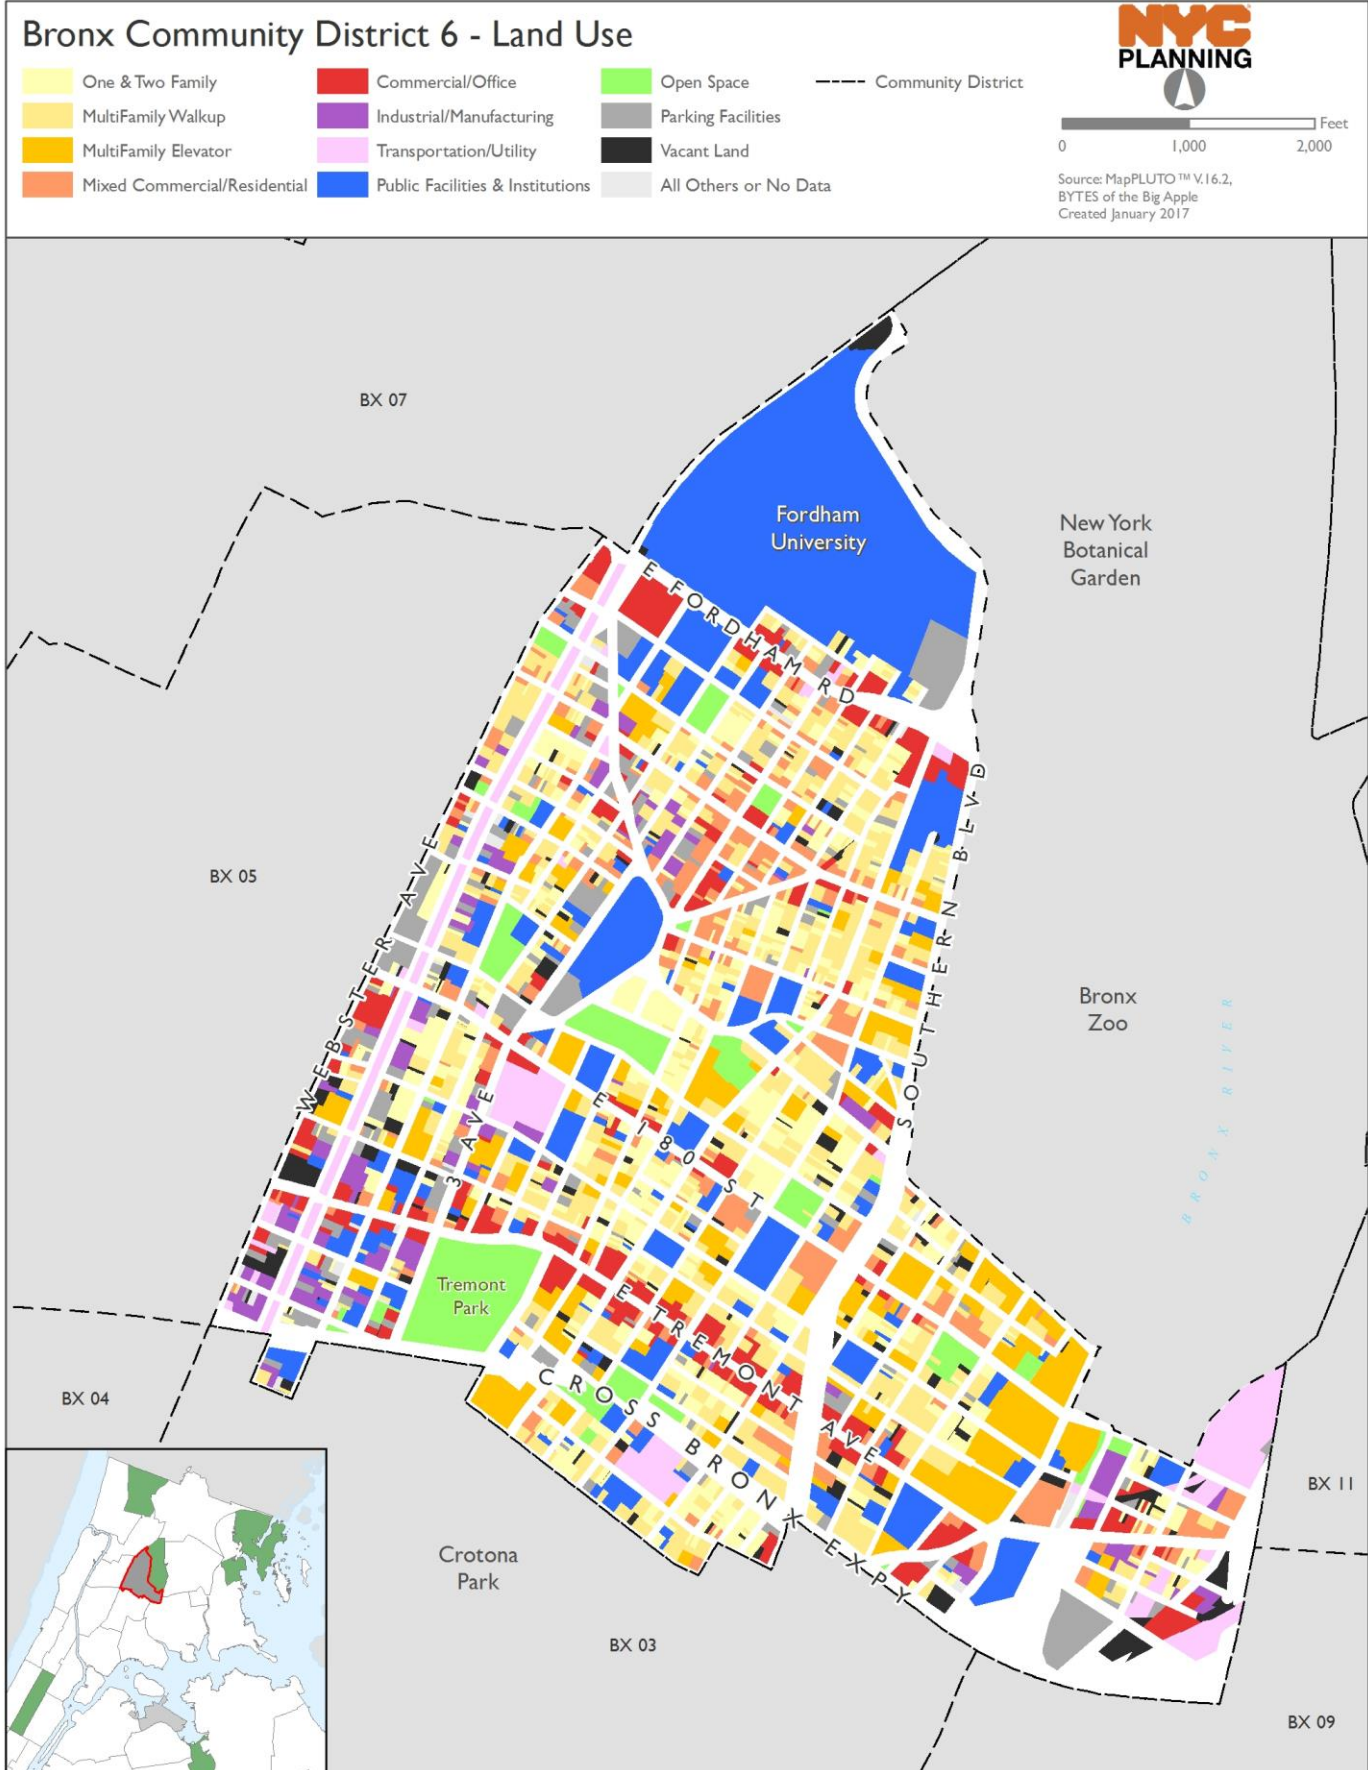 Bronx Community District 6 - Land Use
One & Two Family
MultiFamily Walkup
MultiFamily Elevator
Mixed Commercial/Residential
Commercial/Office
Industrial/Manufacturing
Transportation/Utility
Public Facilities & Institutions
Open Space
Parking Facilities
Vacant Land
All Others or No Data
Community District
NYC
PLANNING
Feet
0 1,000 2,000
Source: MapPLUTO™ V.16.2,
BYTES of the Big Apple
Created January 2017
BX 07
Fordham
University
New York
Botanical
Garden
E FORDHAM RD
SOUTHERN BLVD
BX 05
WEBSTER AVE
Bronx
Zoo
BRONX RIVER
3 AVE
E 180 ST
Tremont
Park
E TREMONT AVE
CROSS BRONX EXPY
BX 04
BX 11
Crotona
Park
BX 03
BX 09